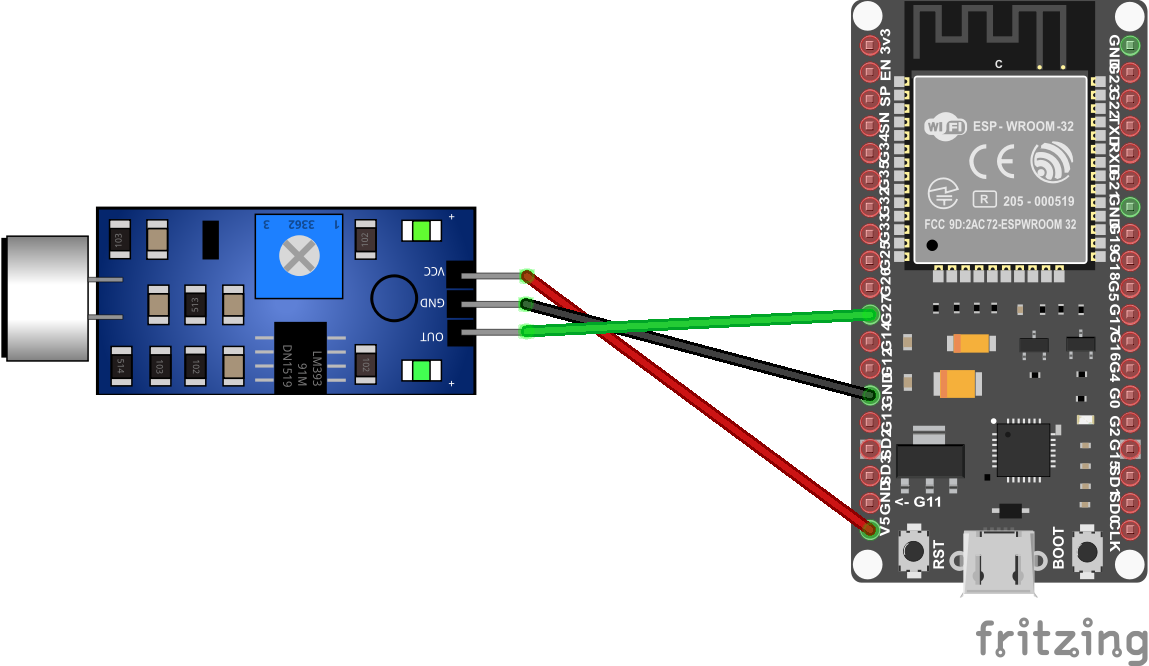 103
3 3362 1
102
+
VCC
GND
OUT
513
514
103
102
LM393
91M
DN1519
102
+
3v3
EN
SP
SN
G34
G35
G32
G33
G25
G26
G27
G14
G12
GND
G13
SD2
SD3
GND
V5
C
WiFi
ESP - WROOM -32
CE
R
205 - 000519
FCC 9D:2AC72-ESPWROOM 32
<- G11
RST
BOOT
GND
G23
G22
TXD
RXD
G21
GND
G19
G18
G5
G17
G16
G4
G0
G2
G15
SD1
SD0
CLK
fritzing